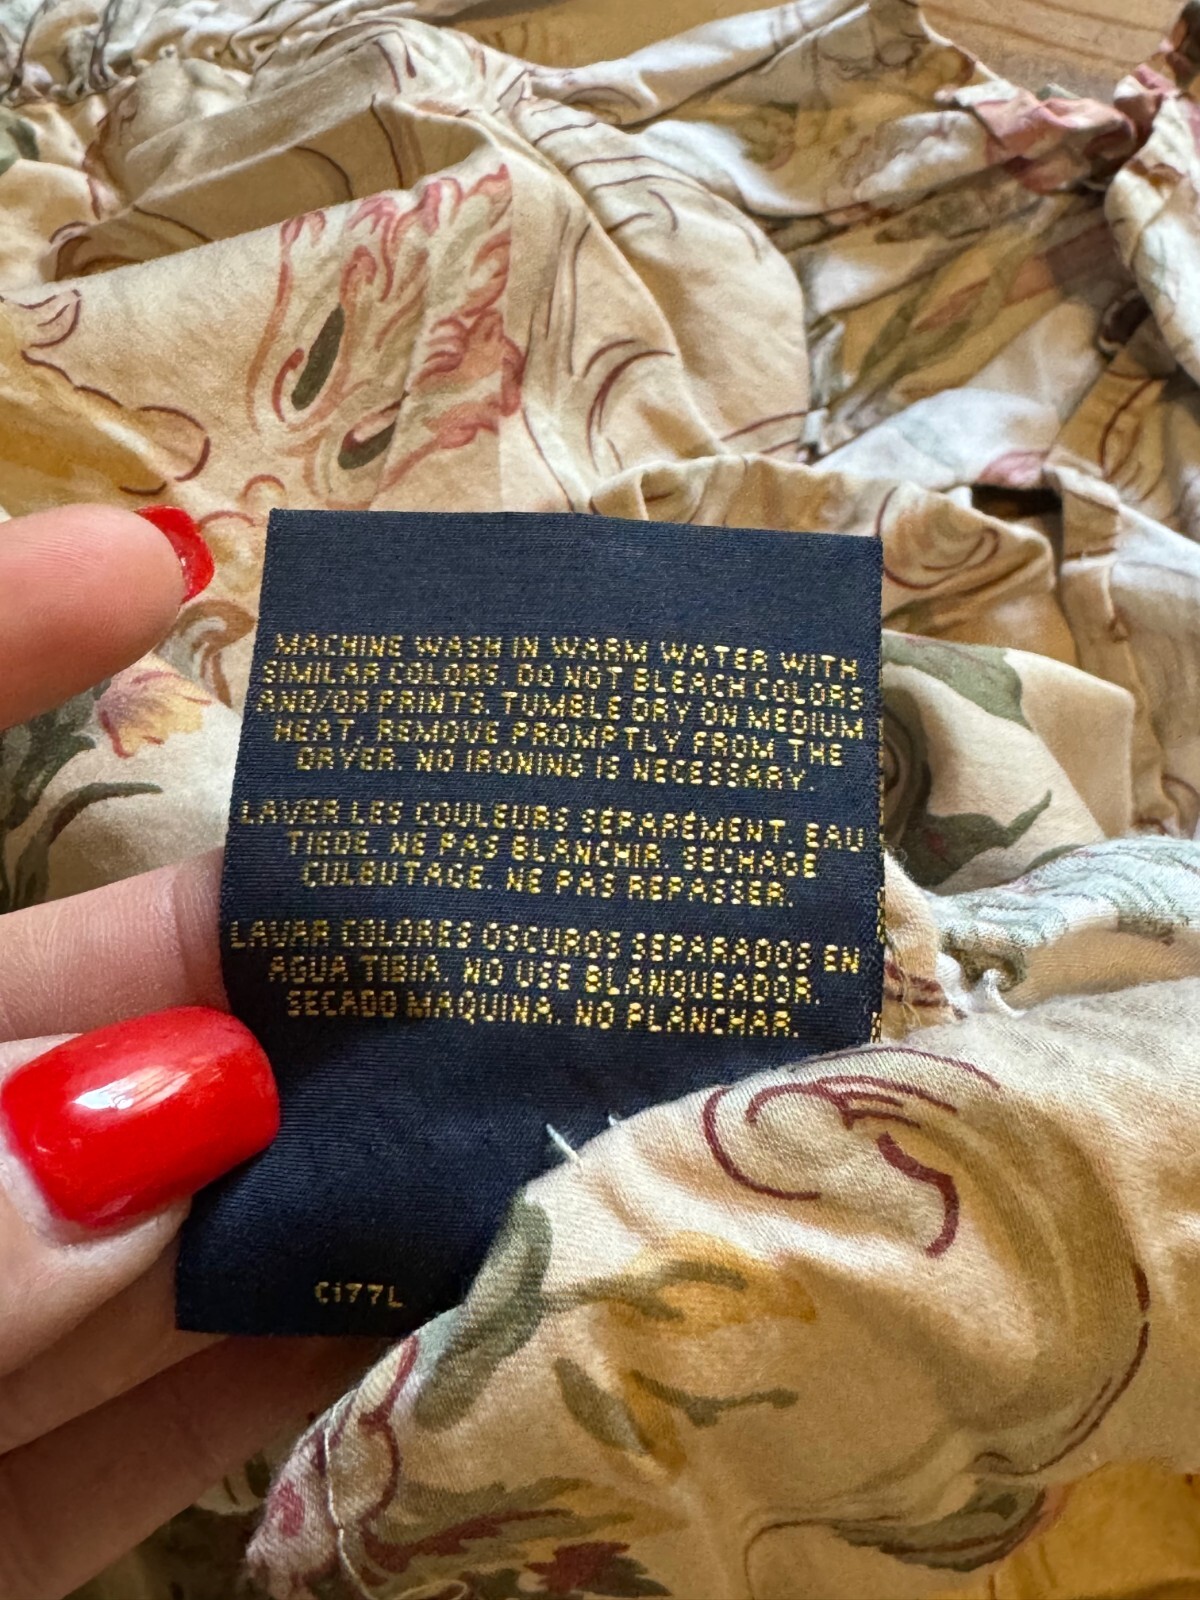 MACHINE WASH IN WARM WATER WITH
SIMILAR COLORS. DO NOT BLEACH COLORS
AND/OR PRINTS. TUMBLE DRY ON MEDIUM
HEAT, REMOVE PROMPTLY FROM THE
DRYER. NO IRONING IS NECESSARY.
LAVER LES COULEURS SÉPARÉMENT. EAU
TIEDE. NE PAS BLANCHIR. SECHAGE
CULBUTAGE. NE PAS REPASSER.
LAVAR COLORES OSCUROS SEPARADOS EN
AGUA TIBIA. NO USE BLANQUEADOR.
SECADO MAQUINA. NO PLANCHAR.
C177L